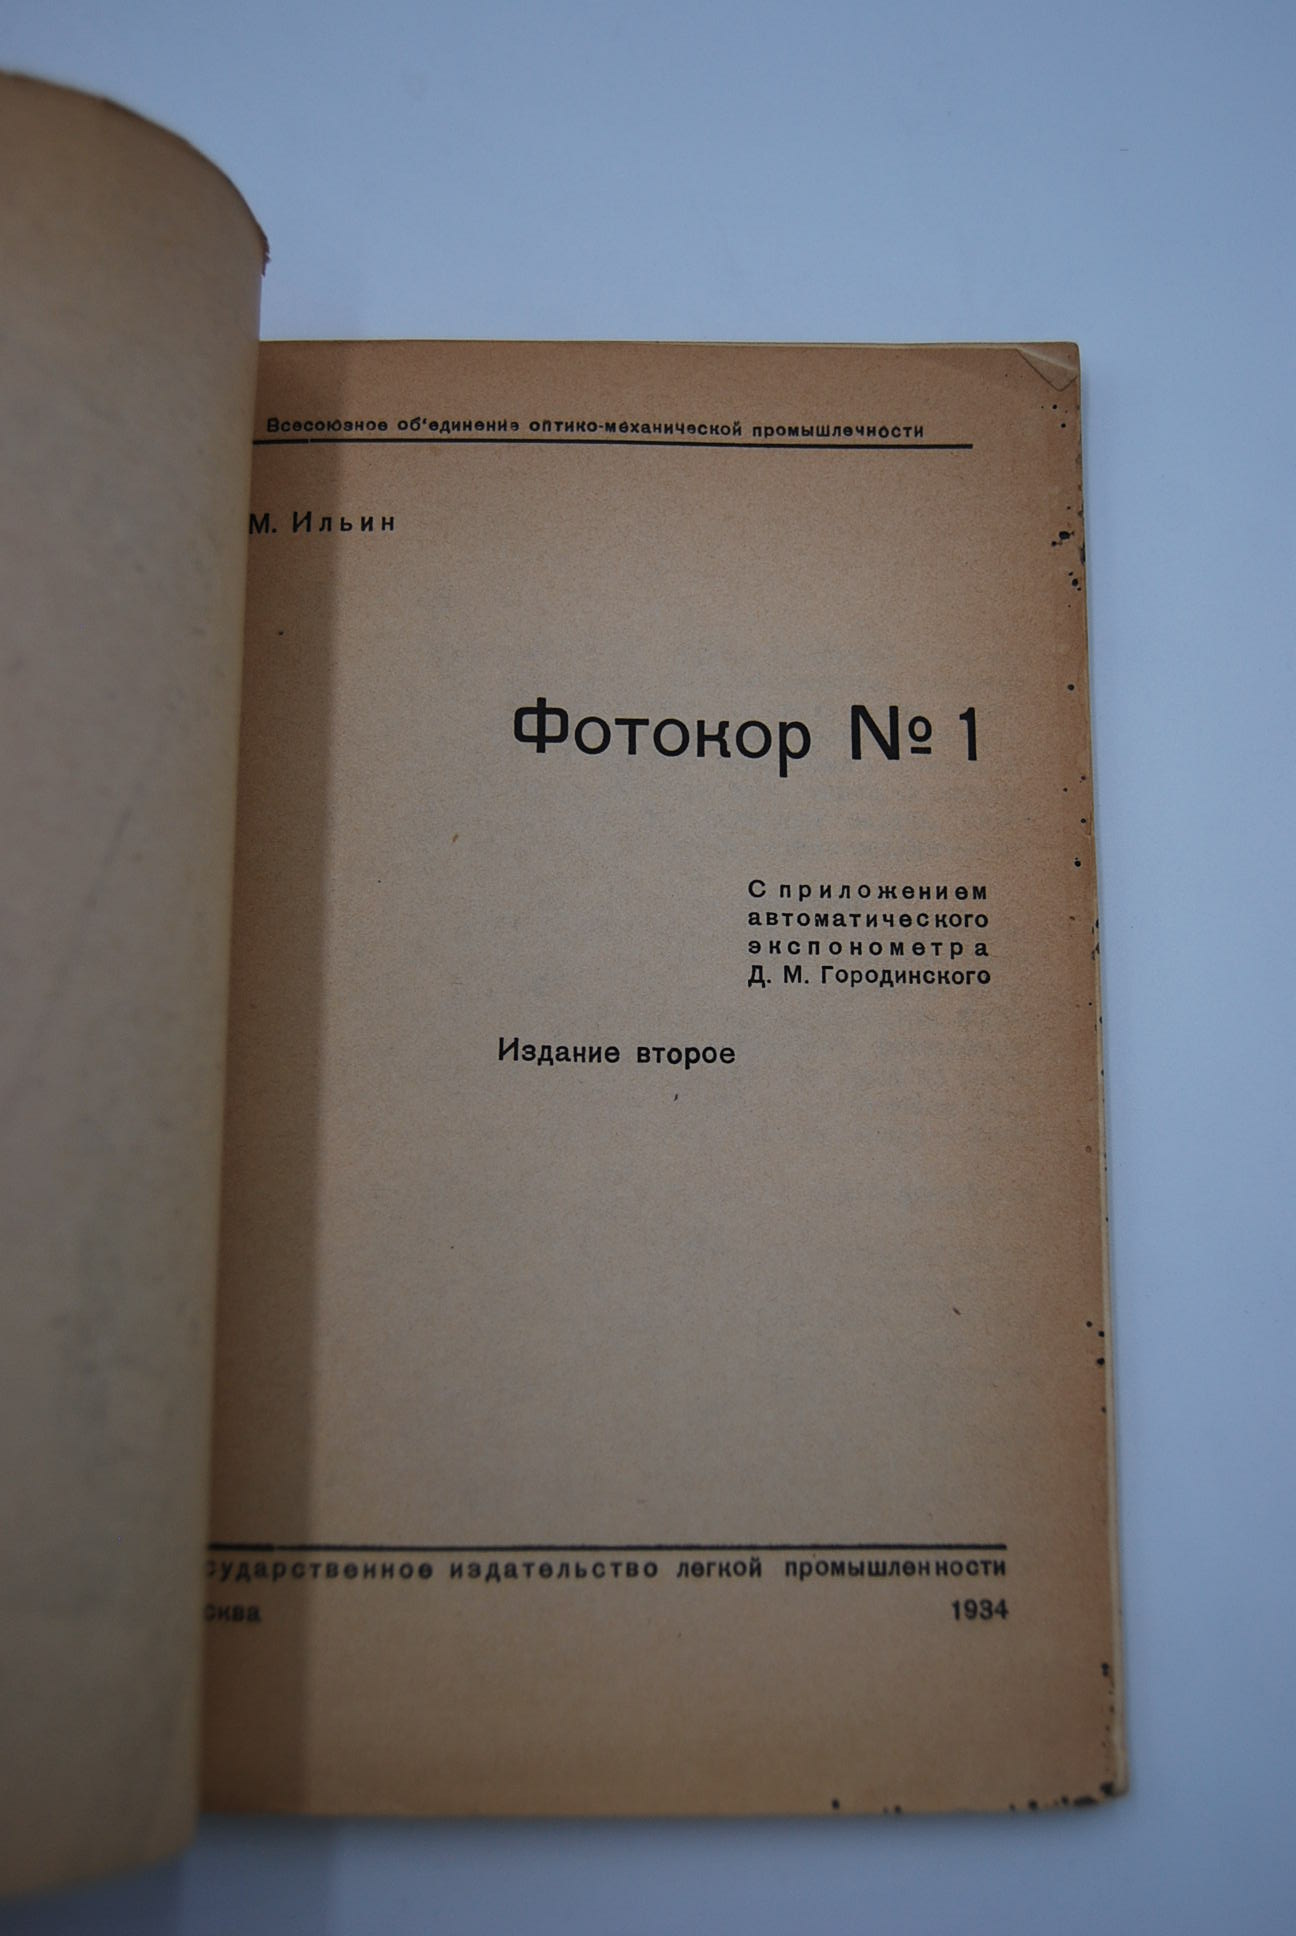 Всесоюзное об'единение оптико-механической промышленности
М. Ильин
Фотокор № 1
С приложением
автоматического
экспонометра
Д. М. Городинского
Издание второе
сударственное издательство легкой промышленности
сква 1934